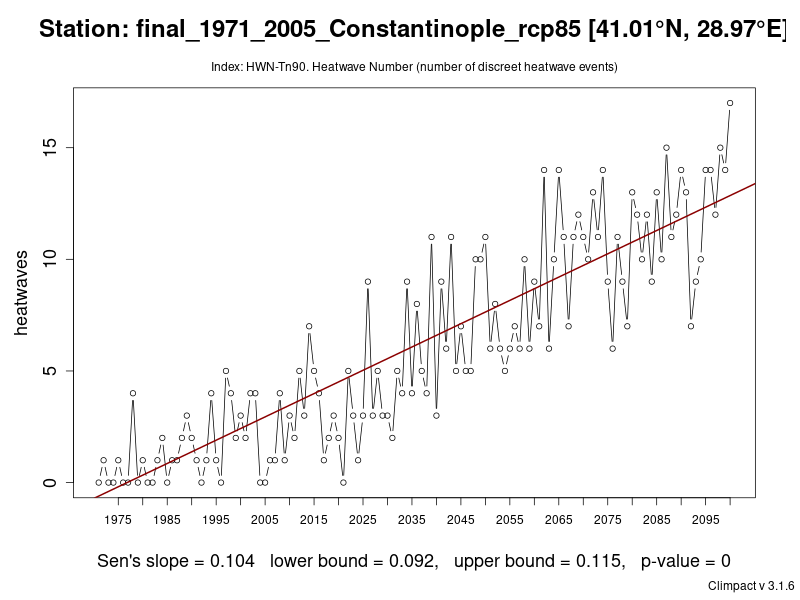 Station: final_1971_2005_Constantinople_rcp85 [41.01°N, 28.97°E]
Index: HWN-Tn90. Heatwave Number (number of discreet heatwave events)
15
10
5
0
heatwaves
1975 1985 1995 2005 2015 2025 2035 2045 2055 2065 2075 2085 2095
Sen's slope = 0.104 lower bound = 0.092, upper bound = 0.115, p-value = 0
Climpact v 3.1.6